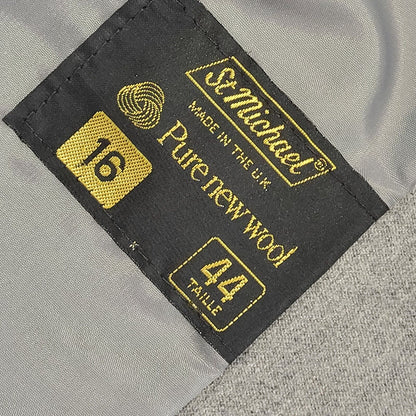 St Michael®
MADE IN THE U.K.
Pure new wool
16
44
TAILLE